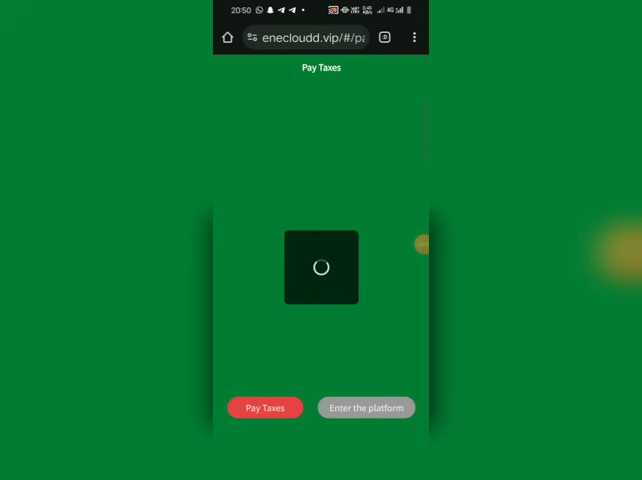 20:50
enecloudd.vip/#/pa
Pay Taxes
Pay Taxes
Enter the platform